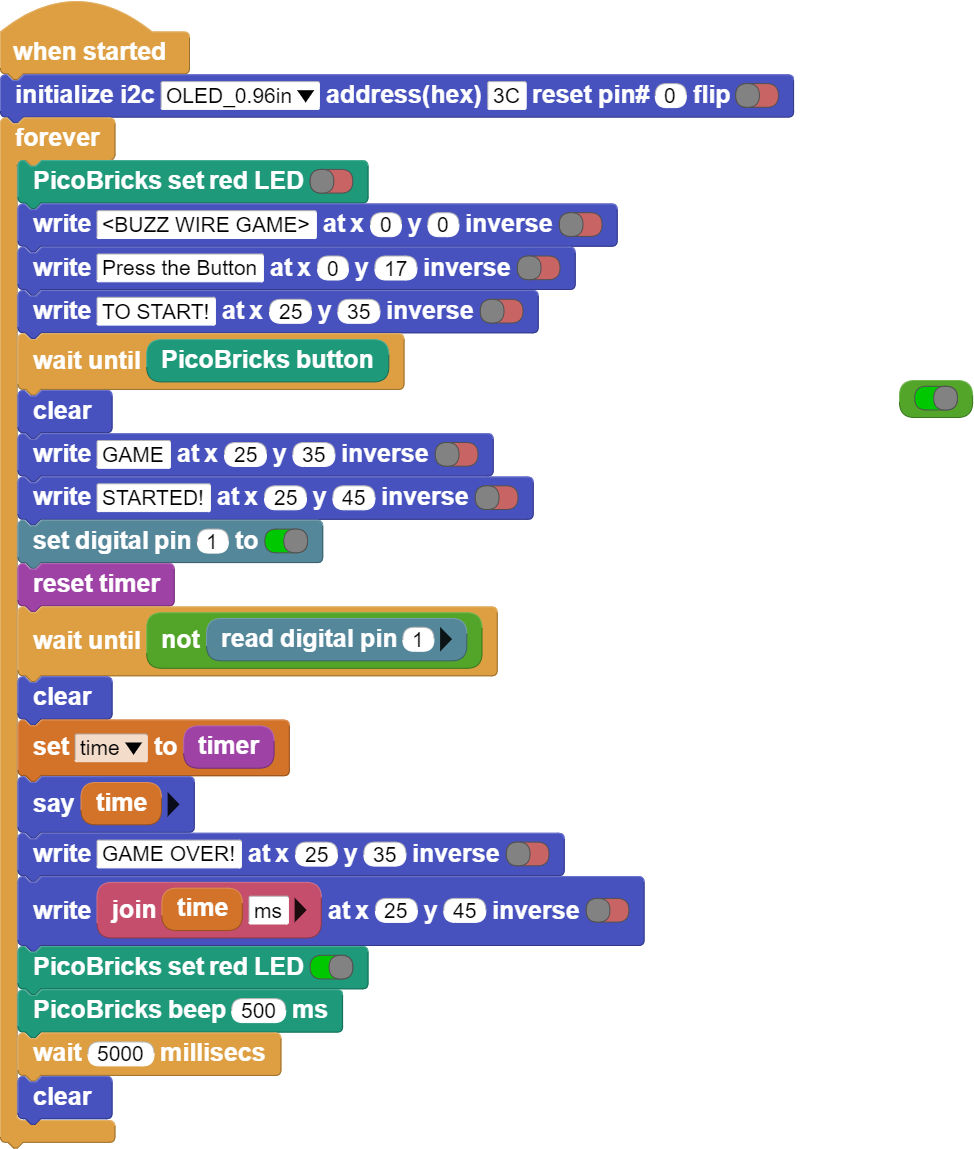 when started
initialize i2c OLED_0.96in address(hex) 3C reset pin# 0 flip
forever
PicoBricks set red LED
write <BUZZ WIRE GAME> at x 0 y 0 inverse
write Press the Button at x 0 y 17 inverse
write TO START! at x 25 y 35 inverse
wait until PicoBricks button
clear
write GAME at x 25 y 35 inverse
write STARTED! at x 25 y 45 inverse
set digital pin 1 to
reset timer
wait until not read digital pin 1
clear
set time to timer
say time
write GAME OVER! at x 25 y 35 inverse
write join time ms at x 25 y 45 inverse
PicoBricks set red LED
PicoBricks beep 500 ms
wait 5000 millisecs
clear